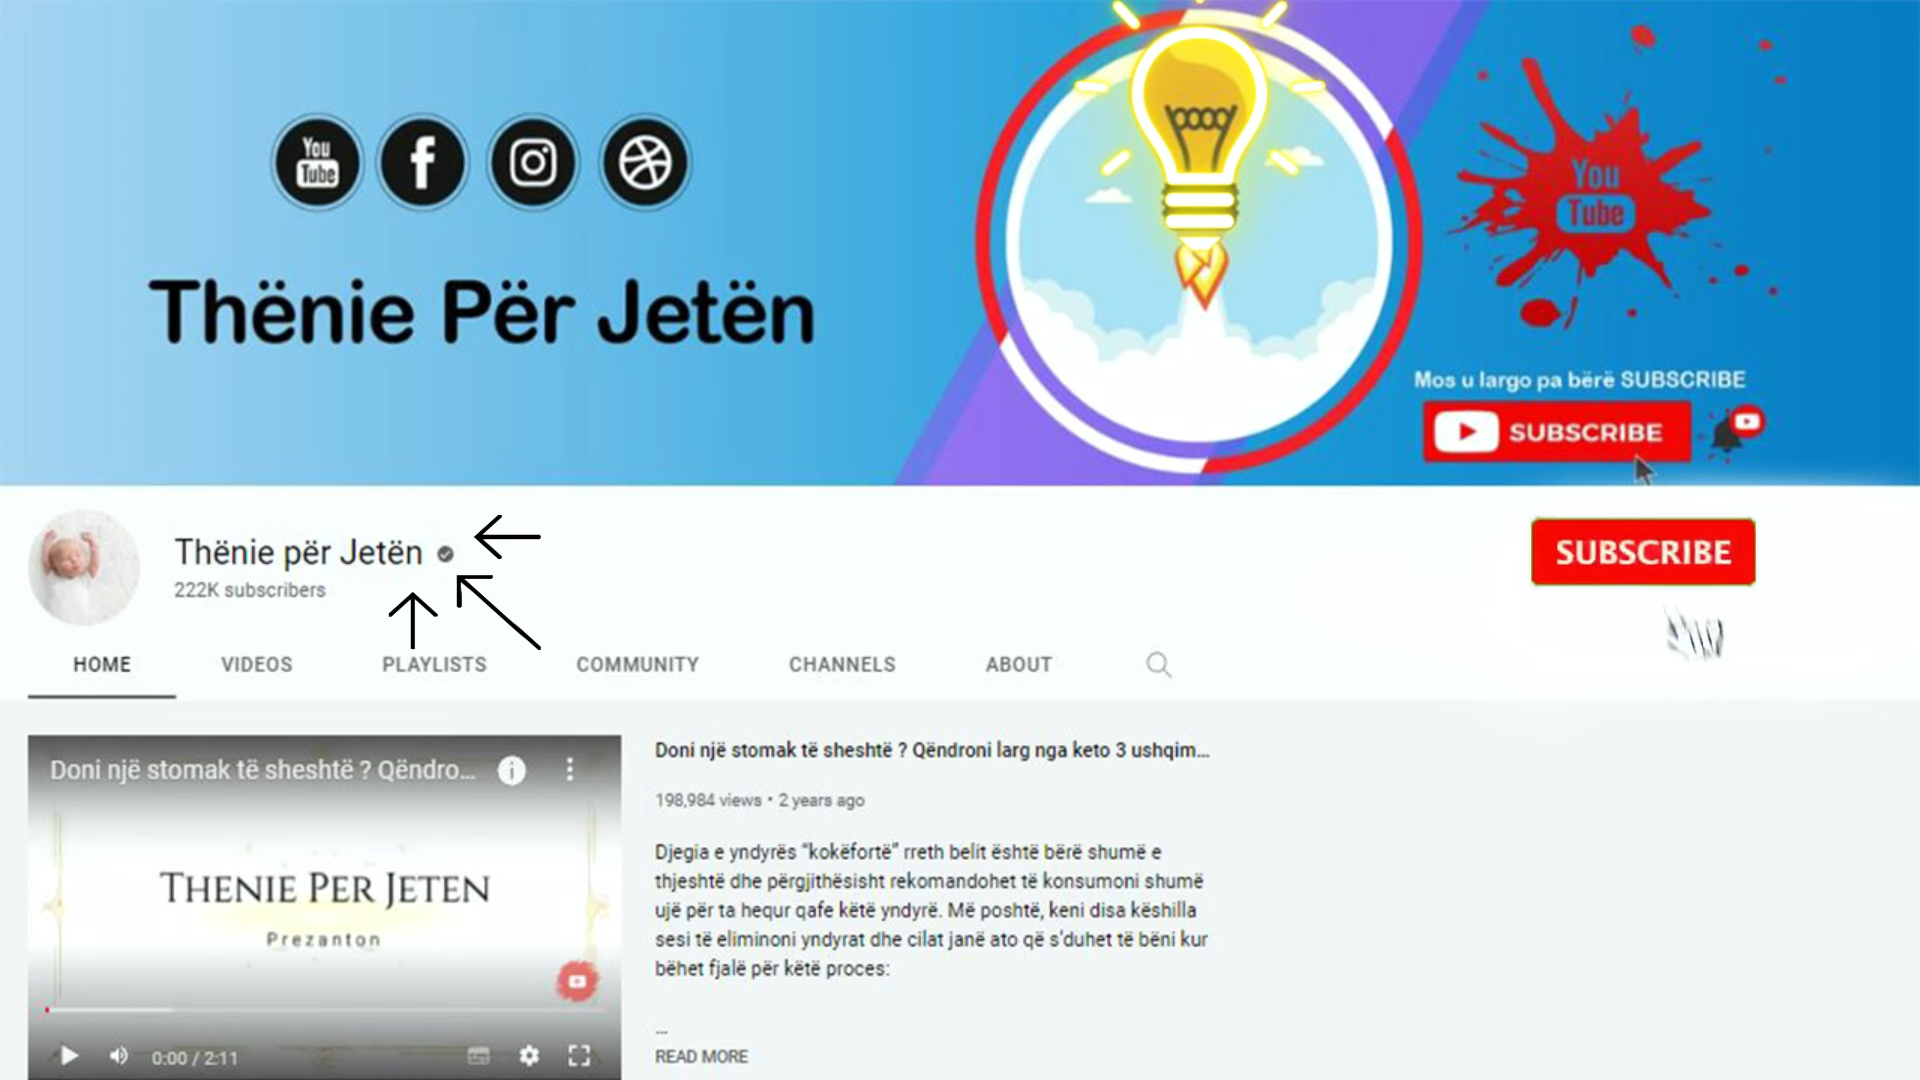 You
Tube
Thënie Për Jetën
You
Tube
Mos u largo pa bërë SUBSCRIBE
SUBSCRIBE
Thënie për Jetën
222K subscribers
SUBSCRIBE
HOME VIDEOS PLAYLISTS COMMUNITY CHANNELS ABOUT
Doni një stomak të sheshtë ? Qëndro...
THENIE PER JETEN
Prezanton
0:00 / 2:11
Doni një stomak të sheshtë ? Qëndroni larg nga keto 3 ushqim...
198,984 views • 2 years ago
Djegia e yndyrës “kokëfortë” rreth belit është bërë shumë e
thjeshtë dhe përgjithësisht rekomandohet të konsumoni shumë
ujë për ta hequr qafe këtë yndyrë. Më poshtë, keni disa këshilla
sesi të eliminoni yndyrat dhe cilat janë ato që s'duhet të bëni kur
bëhet fjalë për këtë proces:
...
READ MORE